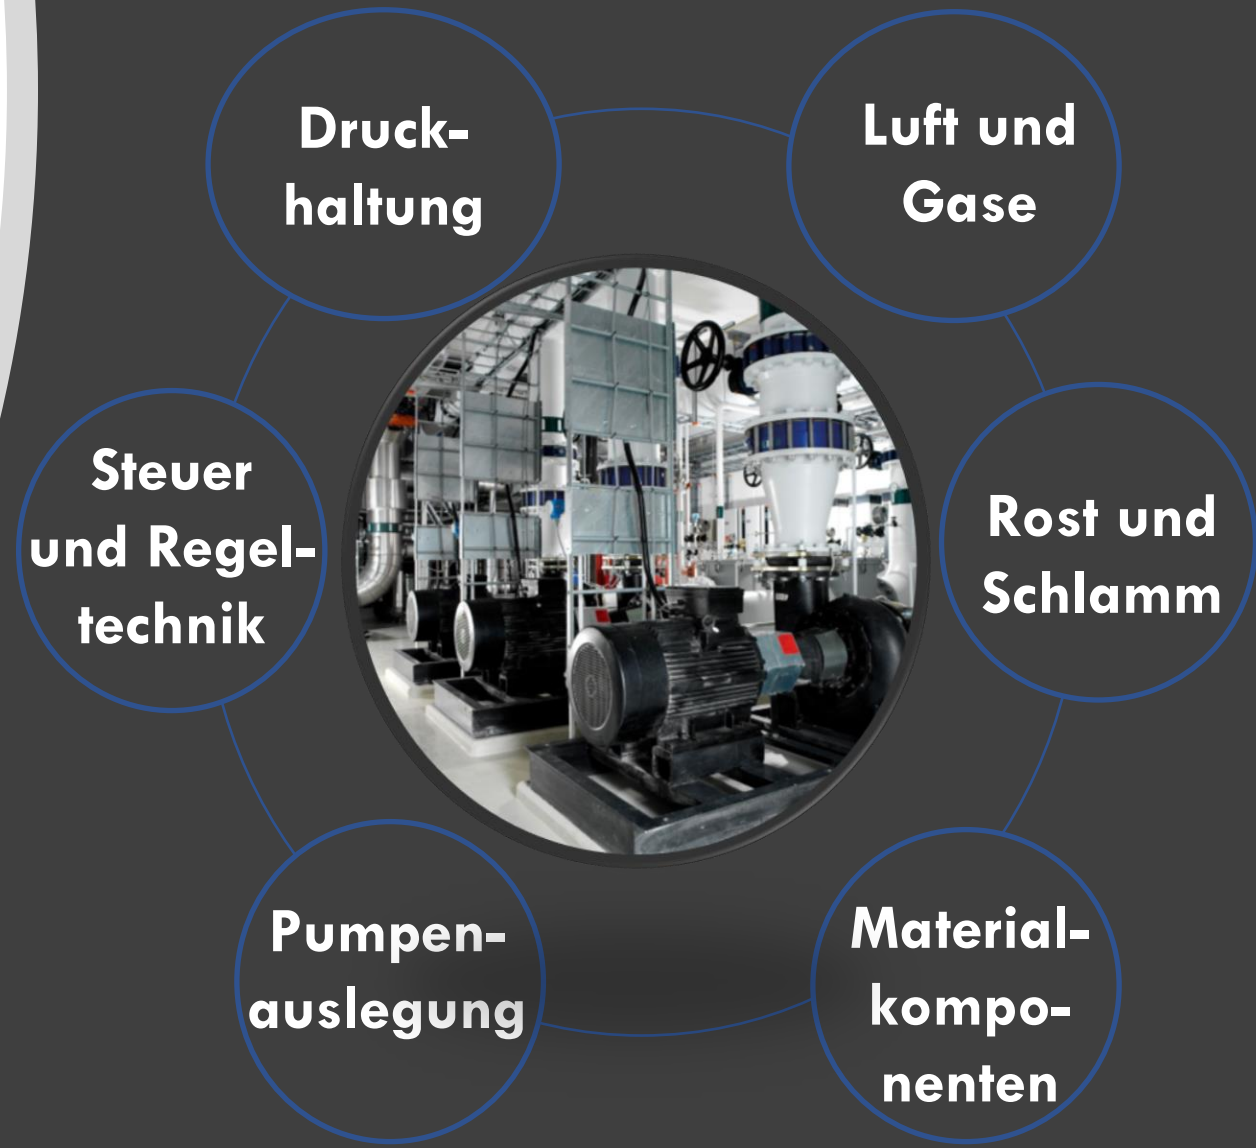 Druck-
haltung
Luft und
Gase
Steuer
und Regel-
technik
Rost und
Schlamm
Pumpen-
auslegung
Material-
kompo-
nenten